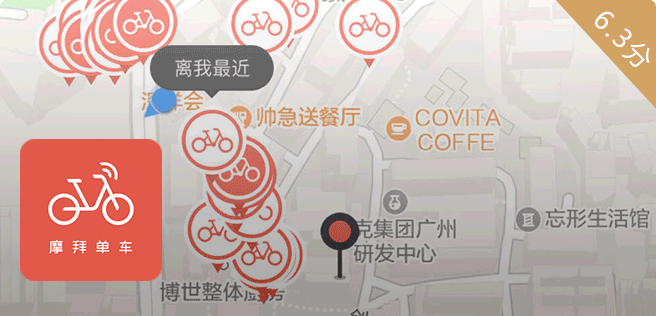 6.3分
离我最近
帅急送餐厅
COVITA
COFFE
摩拜单车
克集团广州
研发中心
忘形生活馆
博世整体